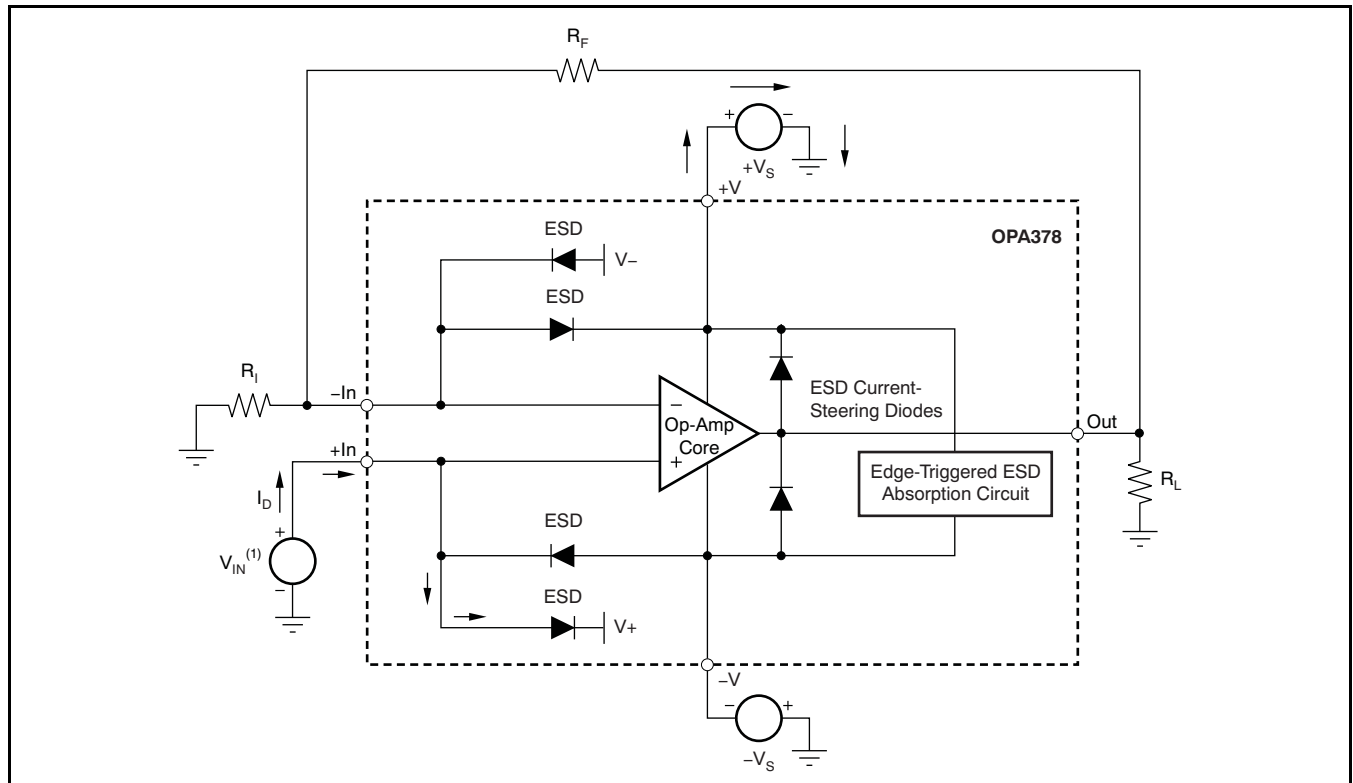 R_F
+ −
+V_S
+V
ESD
OPA378
V−
ESD
ESD Current-
Steering Diodes
R_I
−In
−
Op-Amp
Core
+
Out
+In
Edge-Triggered ESD
Absorption Circuit
R_L
I_D
ESD
+
V_IN^(1)
−
ESD
V+
−V
− +
−V_S